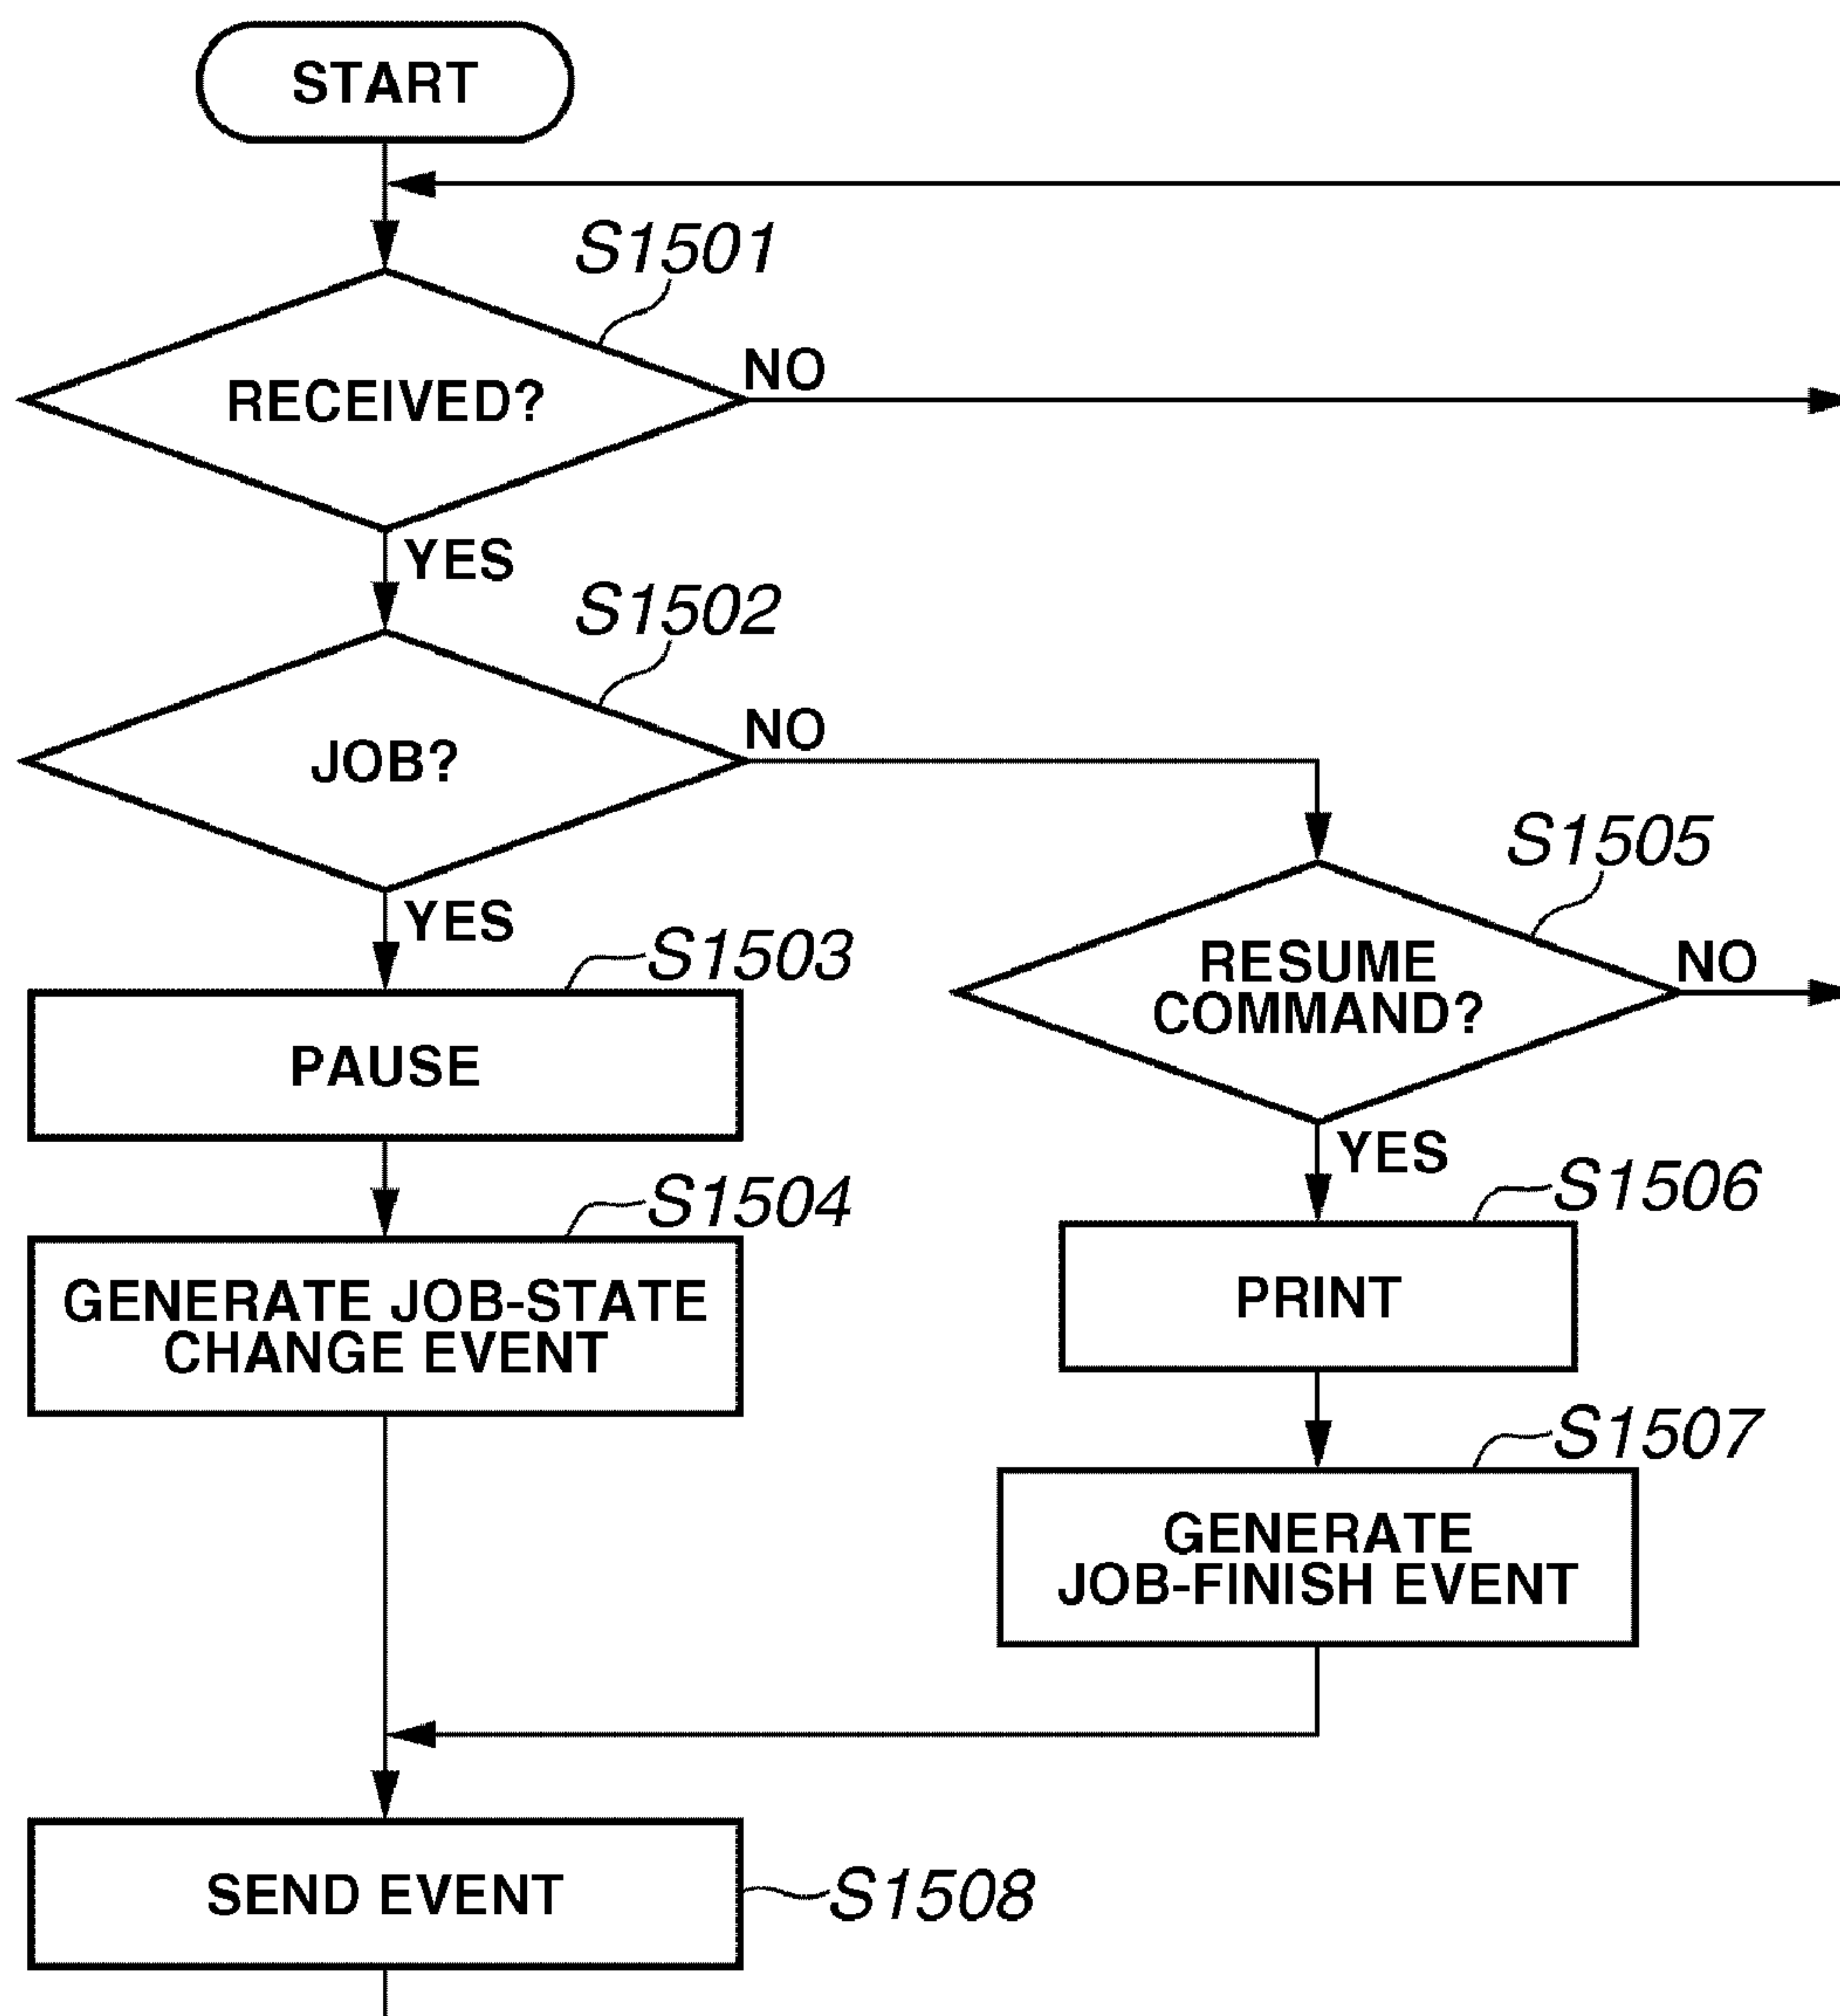 START
S1501
RECEIVED?
NO
YES
S1502
JOB?
NO
YES
S1503
PAUSE
S1504
GENERATE JOB-STATE
CHANGE EVENT
S1505
RESUME
COMMAND?
NO
YES
S1506
PRINT
S1507
GENERATE
JOB-FINISH EVENT
SEND EVENT
S1508